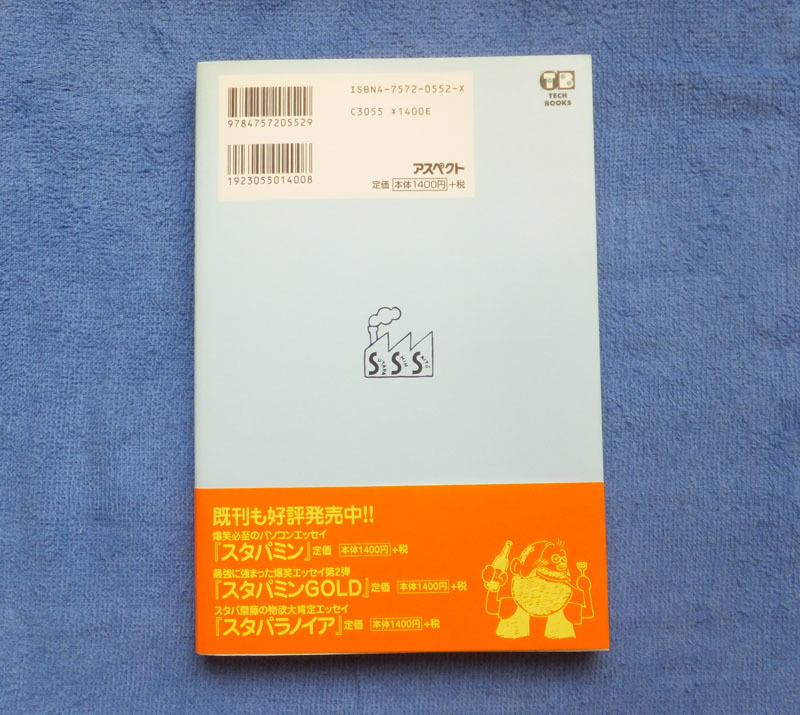 ISBN4-7572-0552-X
C3055 ¥1400E
9784757205529
1923055014008
アスペクト
定価 本体1400円 +税
TB
TECH
BOOKS
SUTAPA SHIN SAITO
既刊も好評発売中!!
爆笑必至のパソコンエッセイ
『スタパミン』定価 本体1400円 +税
最強に強まった爆笑エッセイ第2弾
『スタパミンGOLD』定価 本体1400円 +税
スタパ齋藤の物欲大肯定エッセイ
『スタパラノイア』定価 本体1400円 +税